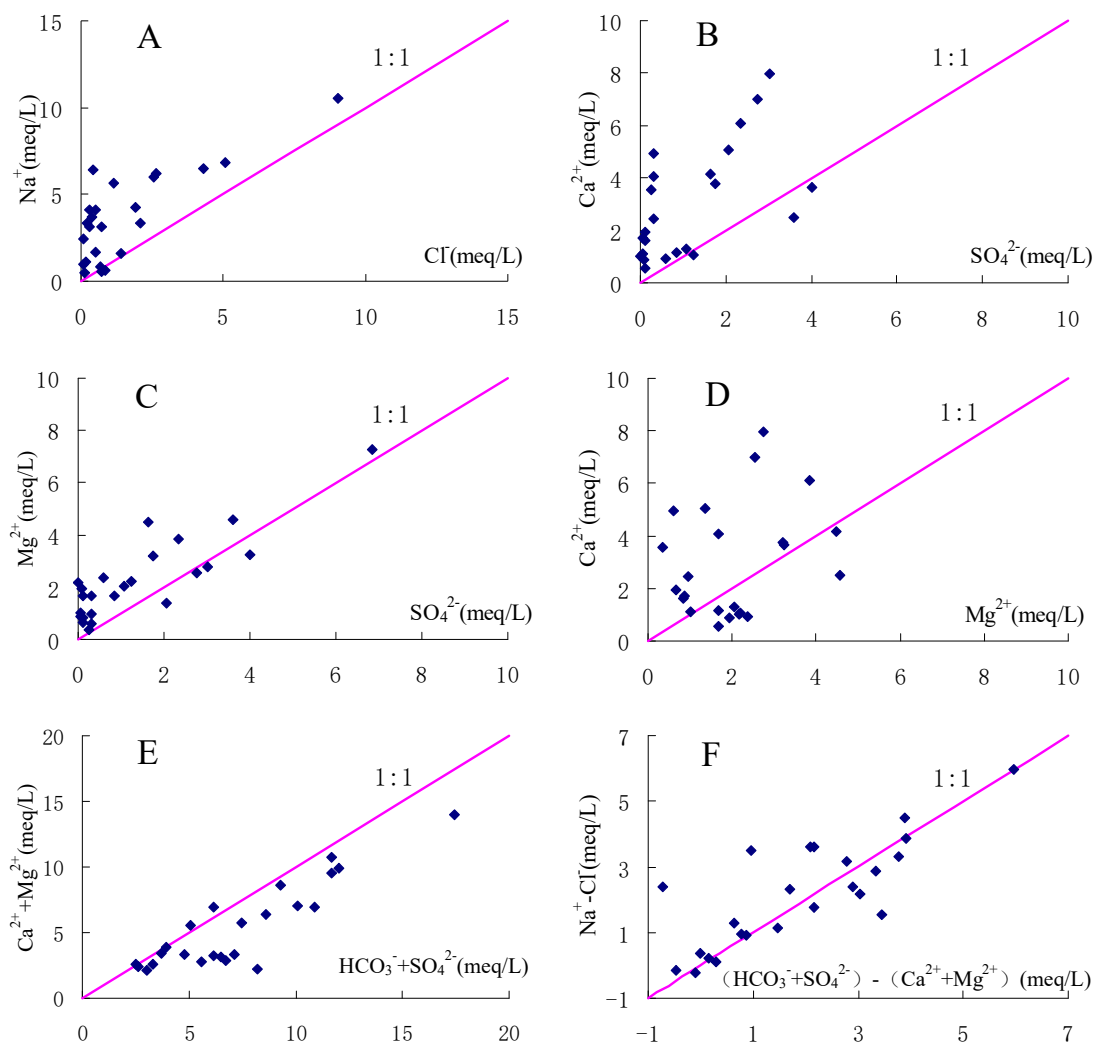 A
1:1
Na⁺(meq/L)
15
10
5
0
Cl⁻(meq/L)
0 5 10 15
B
1:1
Ca²⁺(meq/L)
10
8
6
4
2
0
SO₄²⁻(meq/L)
0 2 4 6 8 10
C
1:1
Mg²⁺(meq/L)
10
8
6
4
2
0
SO₄²⁻(meq/L)
0 2 4 6 8 10
D
1:1
Ca²⁺(meq/L)
10
8
6
4
2
0
Mg²⁺(meq/L)
0 2 4 6 8 10
E
1:1
Ca²⁺+Mg²⁺(meq/L)
20
15
10
5
0
HCO₃⁻+SO₄²⁻(meq/L)
0 5 10 15 20
F
1:1
Na⁺-Cl⁻(meq/L)
7
5
3
1
-1
（HCO₃⁻+SO₄²⁻）-（Ca²⁺+Mg²⁺）(meq/L)
-1 1 3 5 7